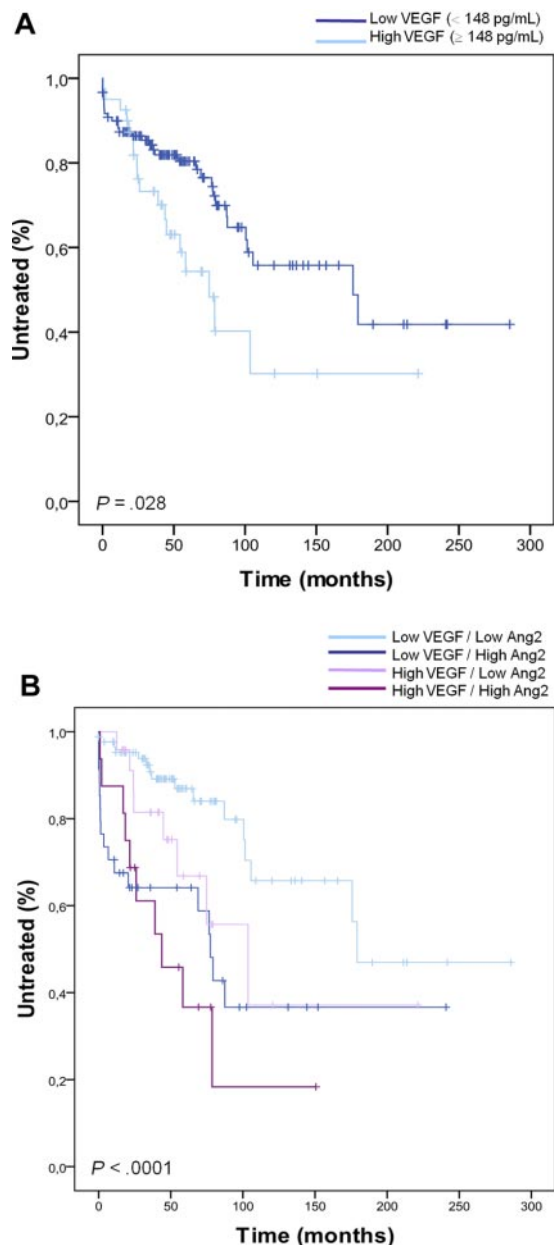 A
Low VEGF (< 148 pg/mL)
High VEGF (≥ 148 pg/mL)
1,0
0,8
0,6
0,4
0,2
0,0
Untreated (%)
P = .028
0 50 100 150 200 250 300
Time (months)
B
Low VEGF / Low Ang2
Low VEGF / High Ang2
High VEGF / Low Ang2
High VEGF / High Ang2
1,0
0,8
0,6
0,4
0,2
0,0
Untreated (%)
P < .0001
0 50 100 150 200 250 300
Time (months)